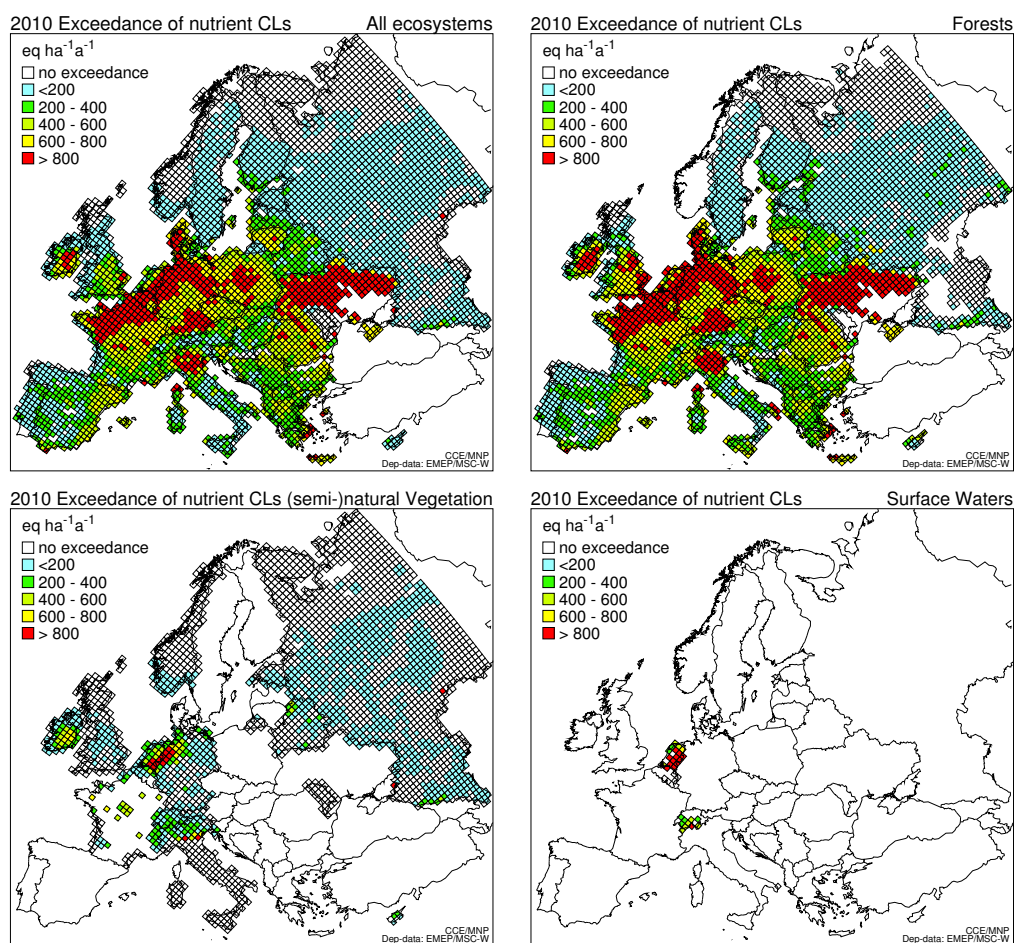 2010 Exceedance of nutrient CLs All ecosystems
eq ha-1a-1
no exceedance
<200
200 - 400
400 - 600
600 - 800
> 800
CCE/MNP
Dep-data: EMEP/MSC-W
2010 Exceedance of nutrient CLs Forests
eq ha-1a-1
no exceedance
<200
200 - 400
400 - 600
600 - 800
> 800
CCE/MNP
Dep-data: EMEP/MSC-W
2010 Exceedance of nutrient CLs (semi-)natural Vegetation
eq ha-1a-1
no exceedance
<200
200 - 400
400 - 600
600 - 800
> 800
CCE/MNP
Dep-data: EMEP/MSC-W
2010 Exceedance of nutrient CLs Surface Waters
eq ha-1a-1
no exceedance
<200
200 - 400
400 - 600
600 - 800
> 800
CCE/MNP
Dep-data: EMEP/MSC-W